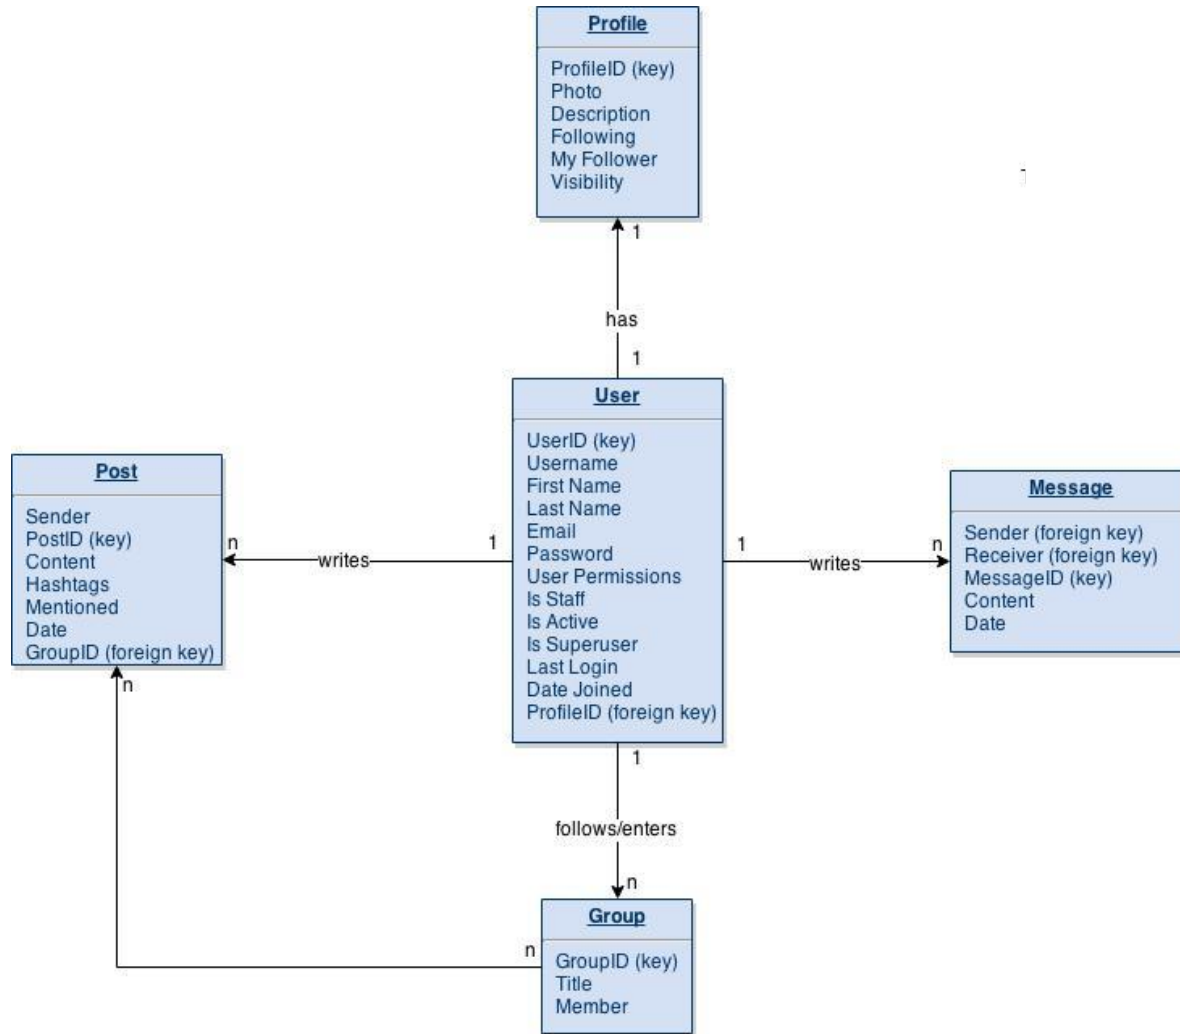 Profile
ProfileID (key)
Photo
Description
Following
My Follower
Visibility
1
has
1
User
UserID (key)
Username
First Name
Last Name
Email
Password
User Permissions
Is Staff
Is Active
Is Superuser
Last Login
Date Joined
ProfileID (foreign key)
Post
Sender
PostID (key)
Content
Hashtags
Mentioned
Date
GroupID (foreign key)
n
writes
1
1
writes
n
Message
Sender (foreign key)
Receiver (foreign key)
MessageID (key)
Content
Date
n
1
follows/enters
n
n
Group
GroupID (key)
Title
Member